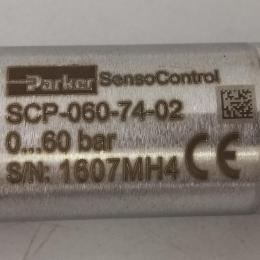 Parker SensoControl
SCP-060-74-02
0...60 bar
S/N: 1607MH4 CE